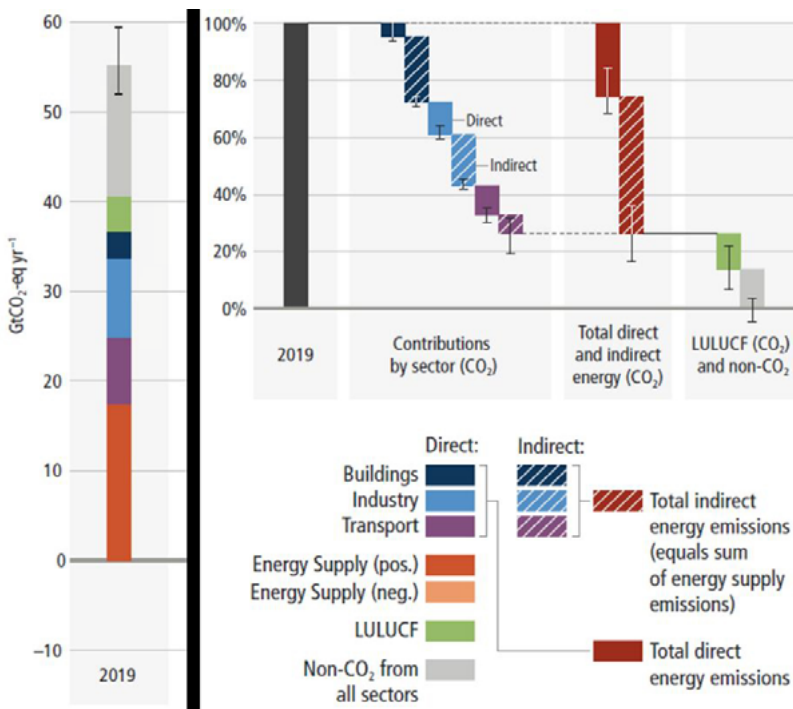 GtCO₂-eq yr⁻¹
60
50
40
30
20
10
0
−10
2019
100%
80%
60%
40%
20%
0%
Direct
Indirect
2019
Contributions
by sector (CO₂)
Total direct
and indirect
energy (CO₂)
LULUCF (CO₂)
and non-CO₂
Direct:
Indirect:
Buildings
Industry
Transport
Energy Supply (pos.)
Energy Supply (neg.)
LULUCF
Non-CO₂ from
all sectors
Total indirect
energy emissions
(equals sum
of energy supply
emissions)
Total direct
energy emissions